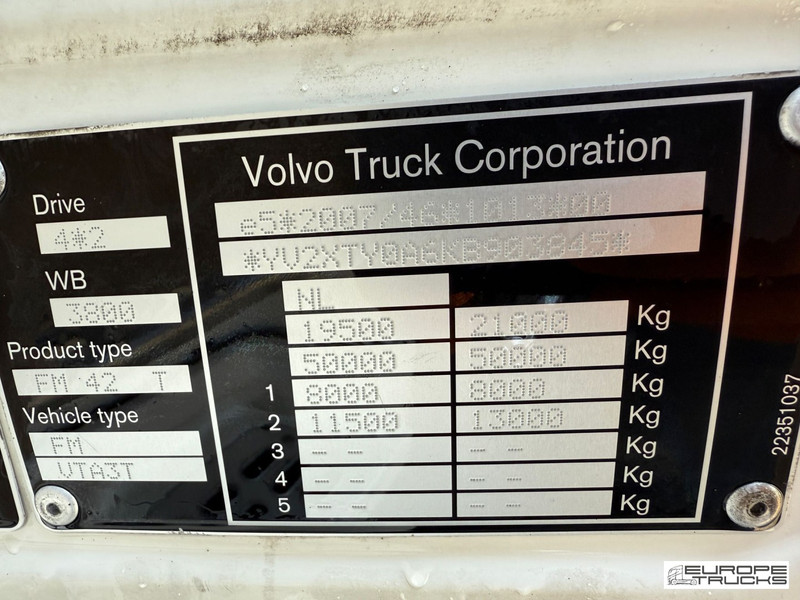 Volvo Truck Corporation
e5*2007/46*1013*00
*YV2XTY0A6KB903845*
Drive
4*2
WB
3800
Product type
FM 42 T
Vehicle type
FM
VTA3T
NL
19500 21000 Kg
50000 50000 Kg
1 8000 8000 Kg
2 11500 13000 Kg
3 -- -- -- -- Kg
4 -- -- -- -- Kg
5 -- -- -- -- Kg
22351037
EUROPE
TRUCKS